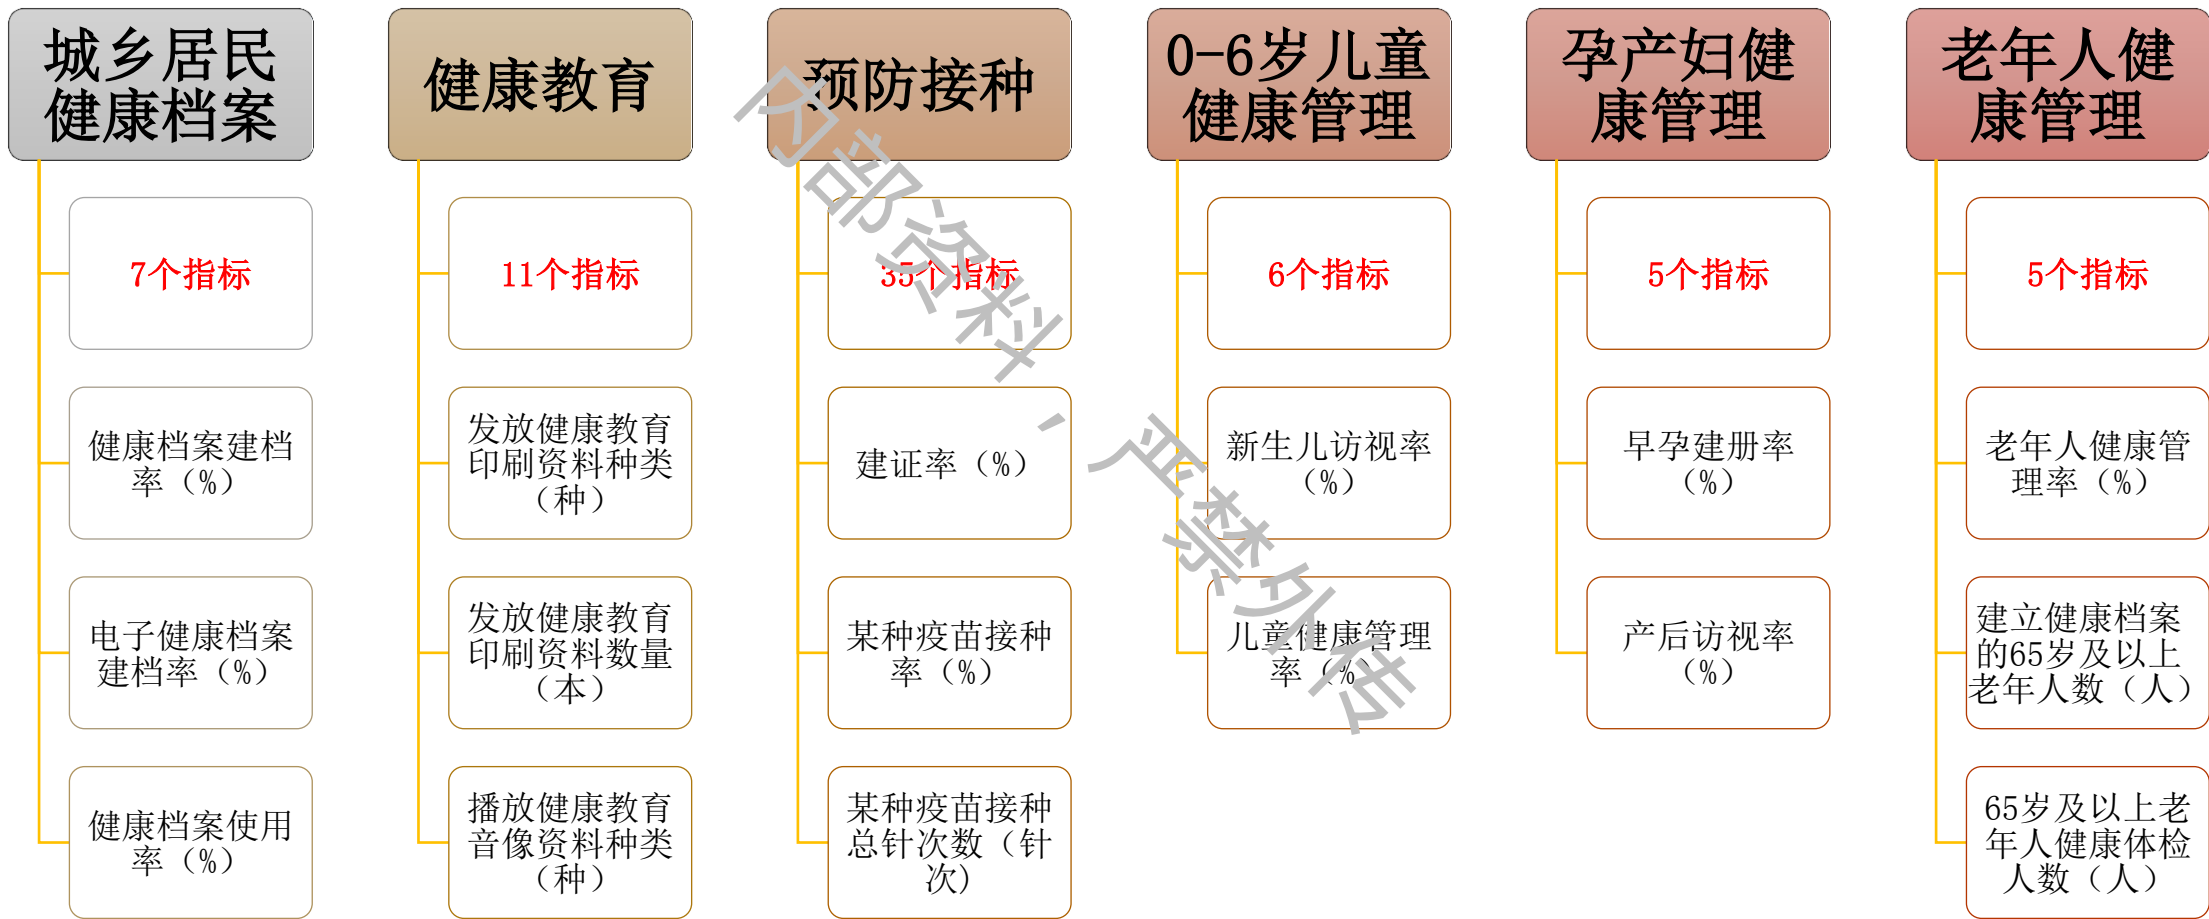 城乡居民
健康档案
7个指标
健康档案建档
率（%）
电子健康档案
建档率（%）
健康档案使用
率（%）
健康教育
11个指标
发放健康教育
印刷资料种类
（种）
发放健康教育
印刷资料数量
（本）
播放健康教育
音像资料种类
（种）
预防接种
35个指标
建证率（%）
某种疫苗接种
率（%）
某种疫苗接种
总针次数（针
次）
0-6岁儿童
健康管理
6个指标
新生儿访视率
（%）
儿童健康管理
率（%）
孕产妇健
康管理
5个指标
早孕建册率
（%）
产后访视率
（%）
老年人健
康管理
5个指标
老年人健康管
理率（%）
建立健康档案
的65岁及以上
老年人数（人）
65岁及以上老
年人健康体检
人数（人）
内部资料，严禁外传